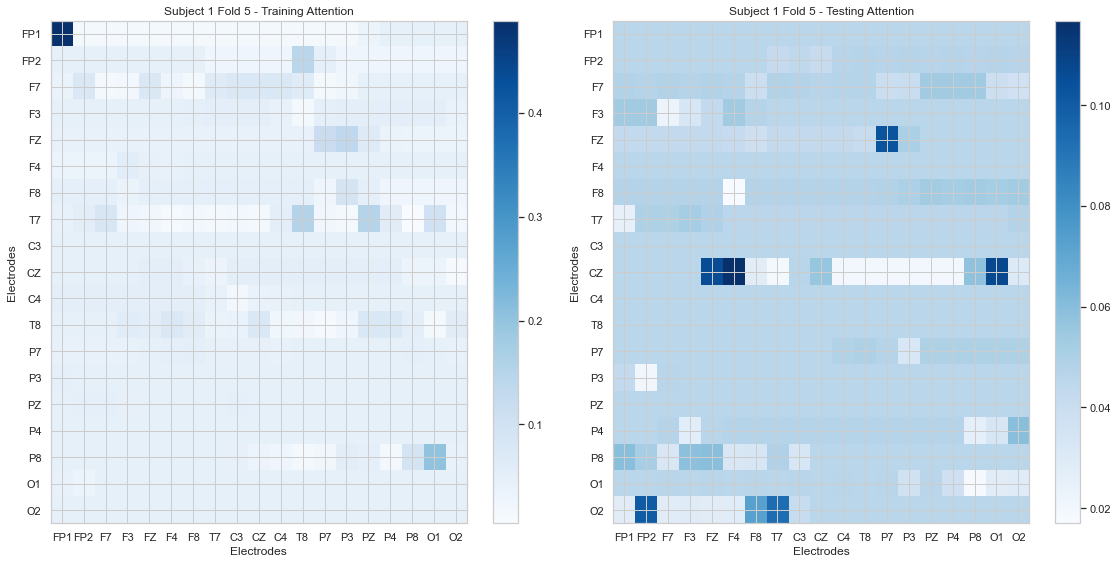 Subject 1 Fold 5 - Training Attention
FP1
FP2
F7
F3
FZ
F4
F8
T7
C3
CZ
C4
T8
P7
P3
PZ
P4
P8
O1
O2
Electrodes
FP1 FP2 F7 F3 FZ F4 F8 T7 C3 CZ C4 T8 P7 P3 PZ P4 P8 O1 O2
Electrodes
0.4
0.3
0.2
0.1
Subject 1 Fold 5 - Testing Attention
FP1
FP2
F7
F3
FZ
F4
F8
T7
C3
CZ
C4
T8
P7
P3
PZ
P4
P8
O1
O2
Electrodes
FP1 FP2 F7 F3 FZ F4 F8 T7 C3 CZ C4 T8 P7 P3 PZ P4 P8 O1 O2
Electrodes
0.10
0.08
0.06
0.04
0.02